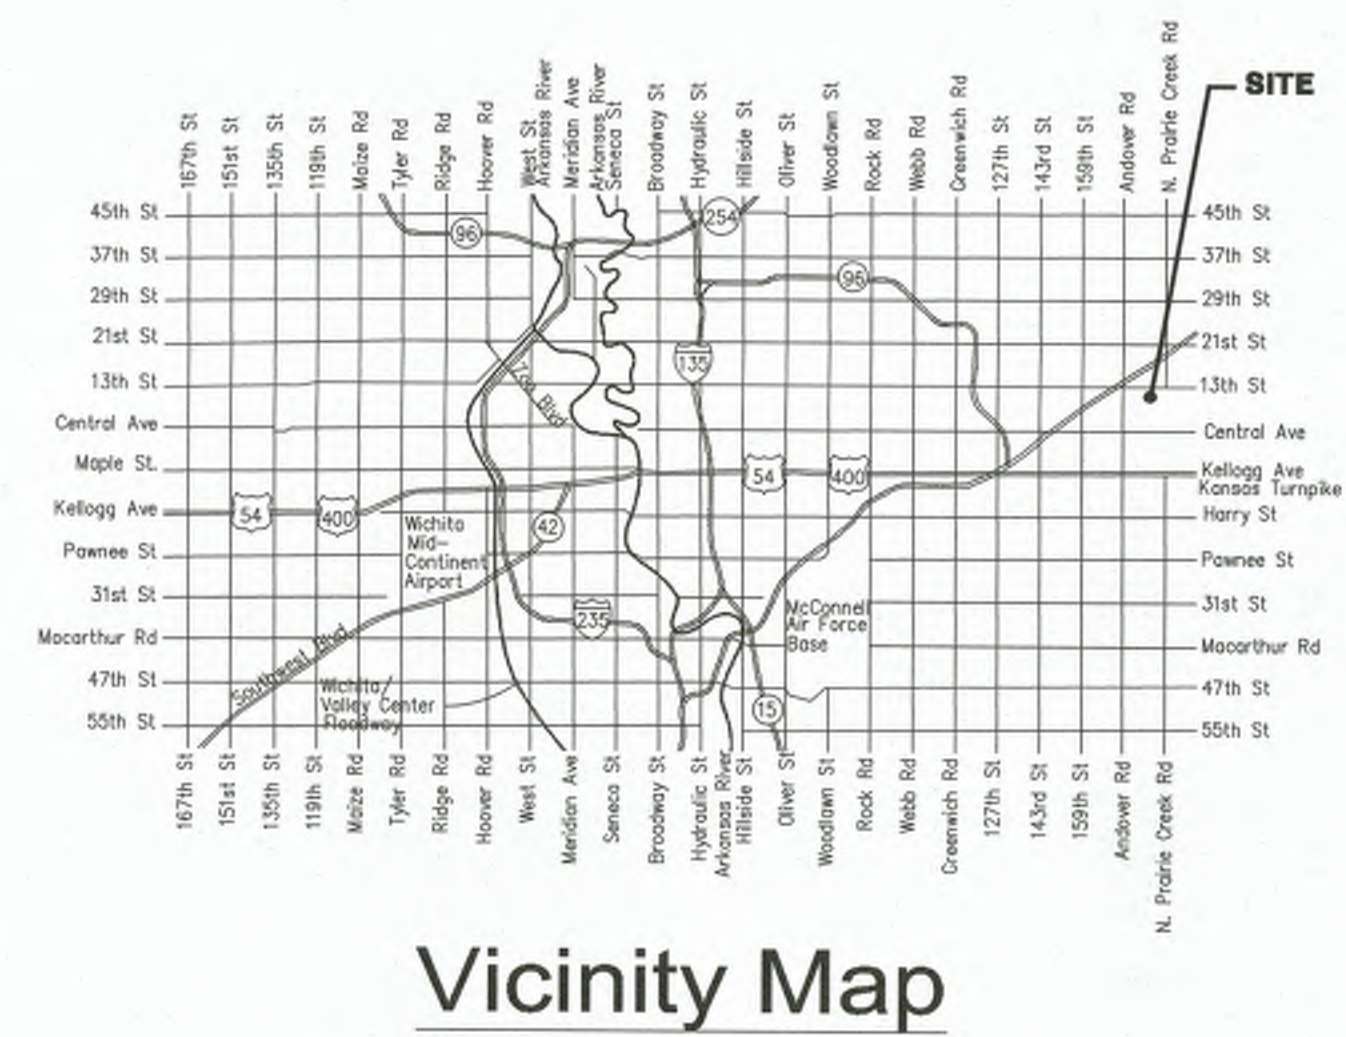 SITE
167th St
151st St
135th St
119th St
Maize Rd
Tyler Rd
Ridge Rd
Hoover Rd
West St
Arkansas River
Meridian Ave
Arkansas River
Seneca St
Broadway St
Hydraulic St
Hillside St
Oliver St
Woodlawn St
Rock Rd
Webb Rd
Greenwich Rd
127th St
143rd St
159th St
Andover Rd
N. Prairie Creek Rd
45th St
37th St
29th St
21st St
13th St
Central Ave
Maple St.
Kellogg Ave
Pawnee St
31st St
Macarthur Rd
47th St
55th St
96
254
96
135
Zoo Blvd
54
400
54
400
42
Wichita
Mid-
Continent
Airport
235
McConnell
Air Force
Base
Southwest Blvd
Wichita/
Valley Center
Floodway
15
45th St
37th St
29th St
21st St
13th St
Central Ave
Kellogg Ave
Kansas Turnpike
Harry St
Pawnee St
31st St
Macarthur Rd
47th St
55th St
167th St
151st St
135th St
119th St
Maize Rd
Tyler Rd
Ridge Rd
Hoover Rd
West St
Meridian Ave
Seneca St
Broadway St
Hydraulic St
Arkansas River
Hillside St
Oliver St
Woodlawn St
Rock Rd
Webb Rd
Greenwich Rd
127th St
143rd St
159th St
Andover Rd
N. Prairie Creek Rd
Vicinity Map